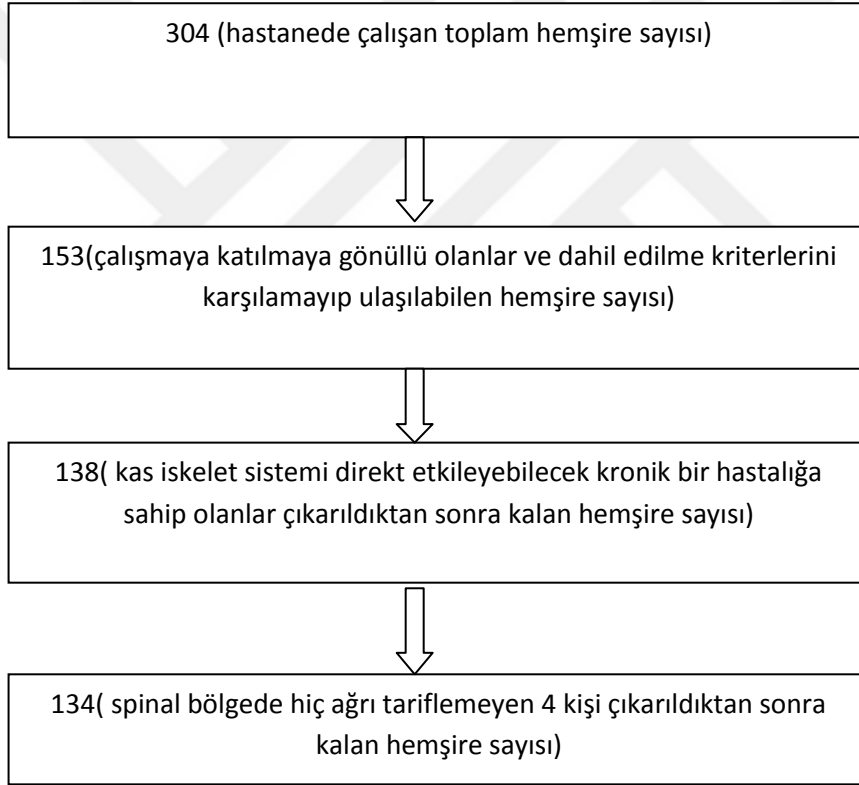 304 (hastanede çalışan toplam hemşire sayısı)
153(çalışmaya katılmaya gönüllü olanlar ve dahil edilme kriterlerini
karşılamayıp ulaşılabilen hemşire sayısı)
138( kas iskelet sistemi direkt etkileyebilecek kronik bir hastalığa
sahip olanlar çıkarıldıktan sonra kalan hemşire sayısı)
134( spinal bölgede hiç ağrı tariflemeyen 4 kişi çıkarıldıktan sonra
kalan hemşire sayısı)